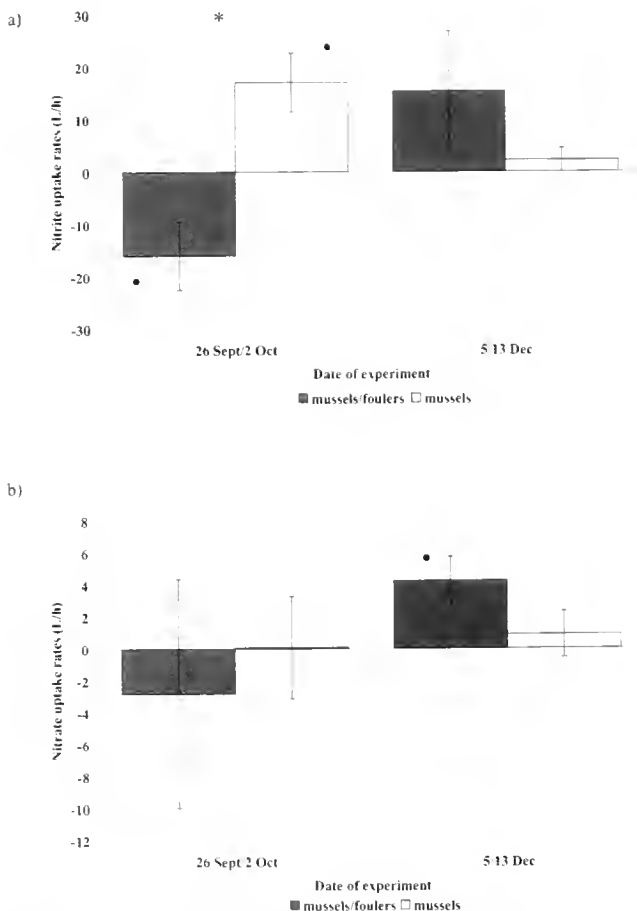 a)
*
30
20
10
0
-10
-20
-30
Nitrite uptake rates (L/h)
26 Sept/2 Oct 5/13 Dec
Date of experiment
mussels/foulers mussels
b)
8
6
4
2
0
-2
-4
-6
-8
-10
-12
Nitrate uptake rates (L/h)
26 Sept/2 Oct 5/13 Dec
Date of experiment
mussels/foulers mussels